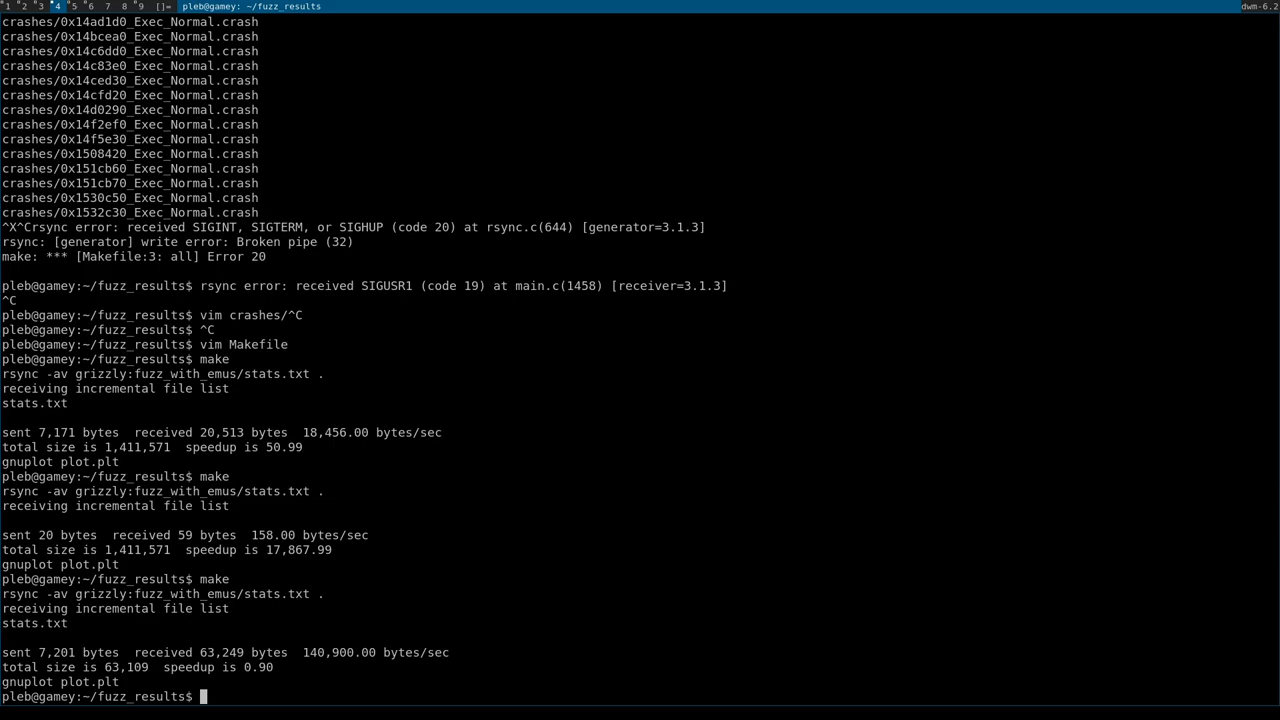 1 2 3 4 5 6 7 8 9 []= pleb@gamey: ~/fuzz_results dwm-6.2
crashes/0x14ad1d0_Exec_Normal.crash
crashes/0x14bcea0_Exec_Normal.crash
crashes/0x14c6dd0_Exec_Normal.crash
crashes/0x14c83e0_Exec_Normal.crash
crashes/0x14ced30_Exec_Normal.crash
crashes/0x14cfd20_Exec_Normal.crash
crashes/0x14d0290_Exec_Normal.crash
crashes/0x14f2ef0_Exec_Normal.crash
crashes/0x14f5e30_Exec_Normal.crash
crashes/0x1508420_Exec_Normal.crash
crashes/0x151cb60_Exec_Normal.crash
crashes/0x151cb70_Exec_Normal.crash
crashes/0x1530c50_Exec_Normal.crash
crashes/0x1532c30_Exec_Normal.crash
^X^Crsync error: received SIGINT, SIGTERM, or SIGHUP (code 20) at rsync.c(644) [generator=3.1.3]
rsync: [generator] write error: Broken pipe (32)
make: *** [Makefile:3: all] Error 20
pleb@gamey:~/fuzz_results$ rsync error: received SIGUSR1 (code 19) at main.c(1458) [receiver=3.1.3]
^C
pleb@gamey:~/fuzz_results$ vim crashes/^C
pleb@gamey:~/fuzz_results$ ^C
pleb@gamey:~/fuzz_results$ vim Makefile
pleb@gamey:~/fuzz_results$ make
rsync -av grizzly:fuzz_with_emus/stats.txt .
receiving incremental file list
stats.txt
sent 7,171 bytes  received 20,513 bytes  18,456.00 bytes/sec
total size is 1,411,571  speedup is 50.99
gnuplot plot.plt
pleb@gamey:~/fuzz_results$ make
rsync -av grizzly:fuzz_with_emus/stats.txt .
receiving incremental file list
sent 20 bytes  received 59 bytes  158.00 bytes/sec
total size is 1,411,571  speedup is 17,867.99
gnuplot plot.plt
pleb@gamey:~/fuzz_results$ make
rsync -av grizzly:fuzz_with_emus/stats.txt .
receiving incremental file list
stats.txt
sent 7,201 bytes  received 63,249 bytes  140,900.00 bytes/sec
total size is 63,109  speedup is 0.90
gnuplot plot.plt
pleb@gamey:~/fuzz_results$